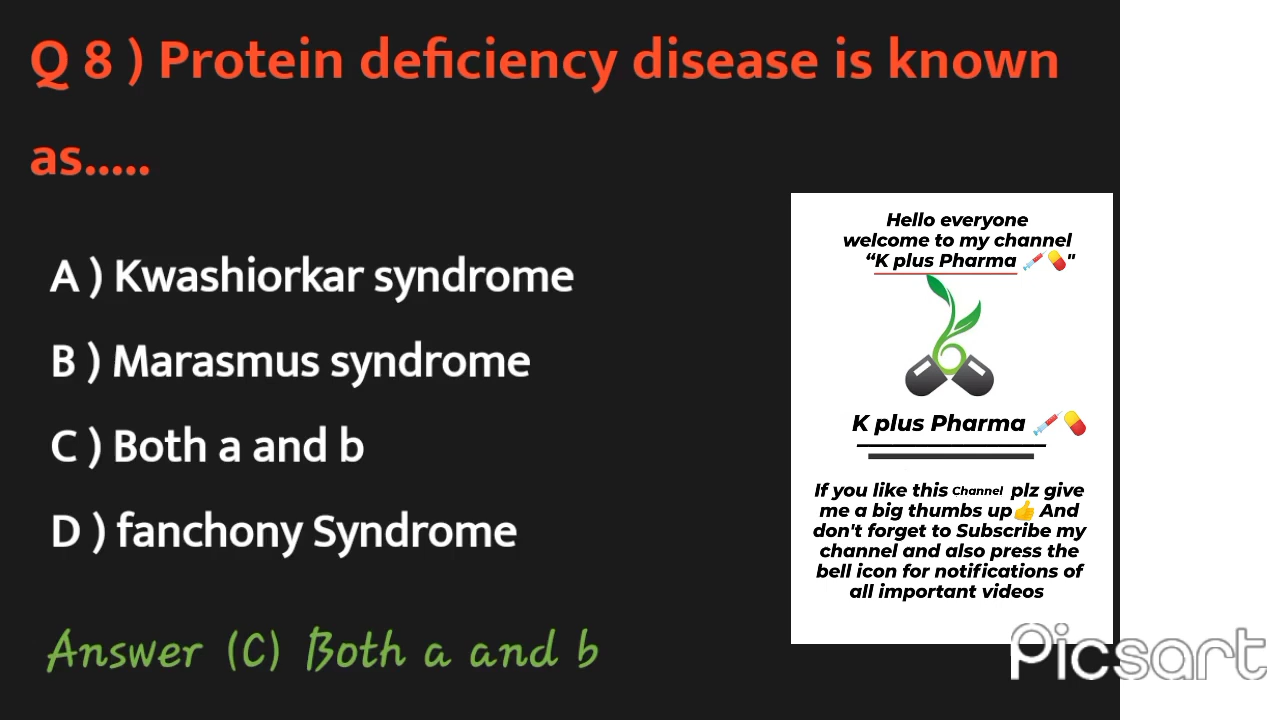 Q 8 ) Protein deficiency disease is known
as.....
A ) Kwashiorkar syndrome
B ) Marasmus syndrome
C ) Both a and b
D ) fanchony Syndrome
Answer (C) Both a and b
Hello everyone
welcome to my channel
“K plus Pharma 💉💊"
K plus Pharma 💉💊
If you like this Channel plz give
me a big thumbs up👍 And
don't forget to Subscribe my
channel and also press the
bell icon for notifications of
all important videos
Picsart